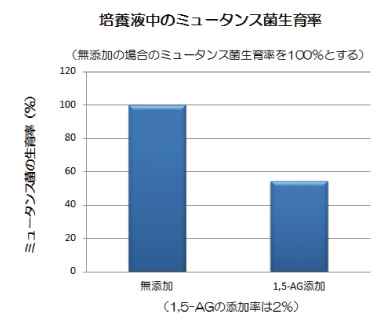 培養液中のミュータンス菌生育率
（無添加の場合のミュータンス菌生育率を100%とする）
ミュータンス菌の生育率（%）
120
100
80
60
40
20
0
無添加
1,5-AG添加
（1,5-AGの添加率は2%）